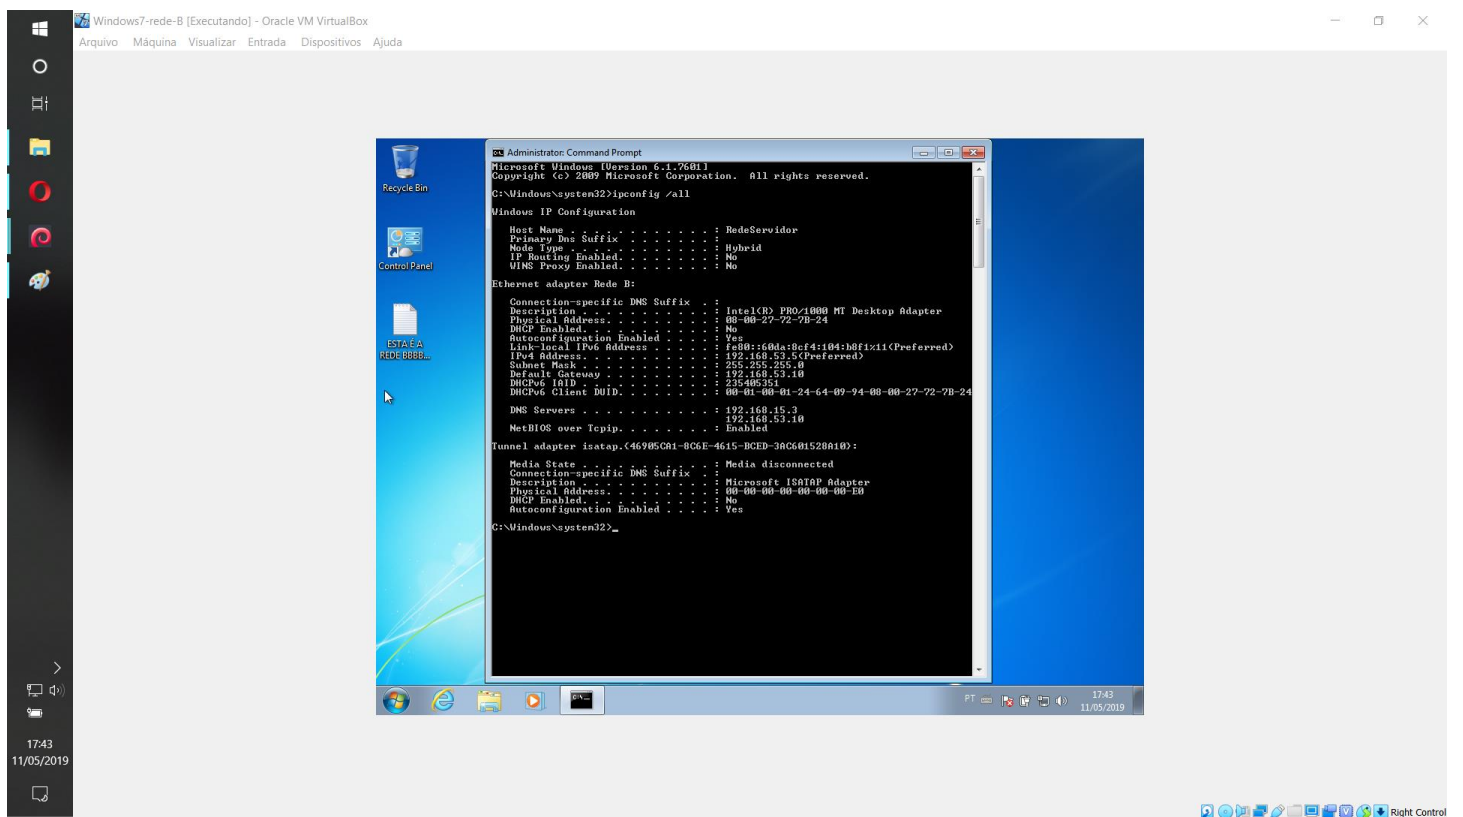 Windows7-rede-B [Executando] - Oracle VM VirtualBox
Arquivo Máquina Visualizar Entrada Dispositivos Ajuda
Recycle Bin
Control Panel
ESTA É A
REDE BBBB...
Administrator: Command Prompt
Microsoft Windows [Version 6.1.7601]
Copyright (c) 2009 Microsoft Corporation.  All rights reserved.
C:\Windows\system32>ipconfig /all
Windows IP Configuration
Host Name . . . . . . . . . . . . : RedeServidor
Primary Dns Suffix  . . . . . . . :
Node Type . . . . . . . . . . . . : Hybrid
IP Routing Enabled. . . . . . . . : No
WINS Proxy Enabled. . . . . . . . : No
Ethernet adapter Rede B:
Connection-specific DNS Suffix  . :
Description . . . . . . . . . . . : Intel(R) PRO/1000 MT Desktop Adapter
Physical Address. . . . . . . . . : 08-00-27-72-7B-24
DHCP Enabled. . . . . . . . . . . : No
Autoconfiguration Enabled . . . . : Yes
Link-local IPv6 Address . . . . . : fe80::60da:8cf4:104:b8f1%11(Preferred)
IPv4 Address. . . . . . . . . . . : 192.168.53.5(Preferred)
Subnet Mask . . . . . . . . . . . : 255.255.255.0
Default Gateway . . . . . . . . . : 192.168.53.10
DHCPv6 IAID . . . . . . . . . . . : 235405351
DHCPv6 Client DUID. . . . . . . . : 00-01-00-01-24-64-09-94-08-00-27-72-7B-24
DNS Servers . . . . . . . . . . . : 192.168.15.3
192.168.53.10
NetBIOS over Tcpip. . . . . . . . : Enabled
Tunnel adapter isatap.{46905CA1-8C6E-4615-BCED-3AC601528A10}:
Media State . . . . . . . . . . . : Media disconnected
Connection-specific DNS Suffix  . :
Description . . . . . . . . . . . : Microsoft ISATAP Adapter
Physical Address. . . . . . . . . : 00-00-00-00-00-00-00-E0
DHCP Enabled. . . . . . . . . . . : No
Autoconfiguration Enabled . . . . : Yes
C:\Windows\system32>_
PT
17:43
11/05/2019
17:43
11/05/2019
Right Control